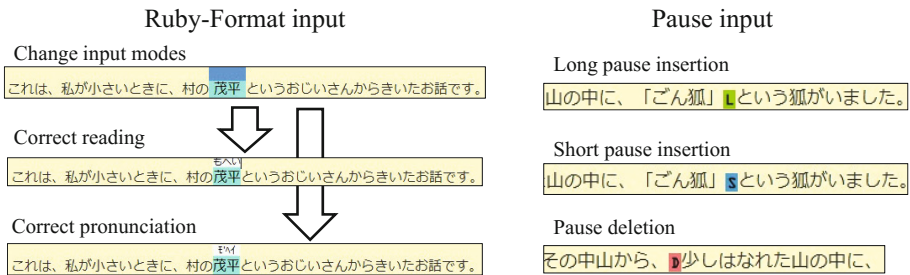 Ruby-Format input
Change input modes
これは、私が小さいときに、村の茂平というおじいさんからきいたお話です。
Correct reading
もへい
これは、私が小さいときに、村の茂平というおじいさんからきいたお話です。
Correct pronunciation
モヘイ
これは、私が小さいときに、村の茂平というおじいさんからきいたお話です。
Pause input
Long pause insertion
山の中に、「ごん狐」Lという狐がいました。
Short pause insertion
山の中に、「ごん狐」Sという狐がいました。
Pause deletion
その中山から、D少しはなれた山の中に、